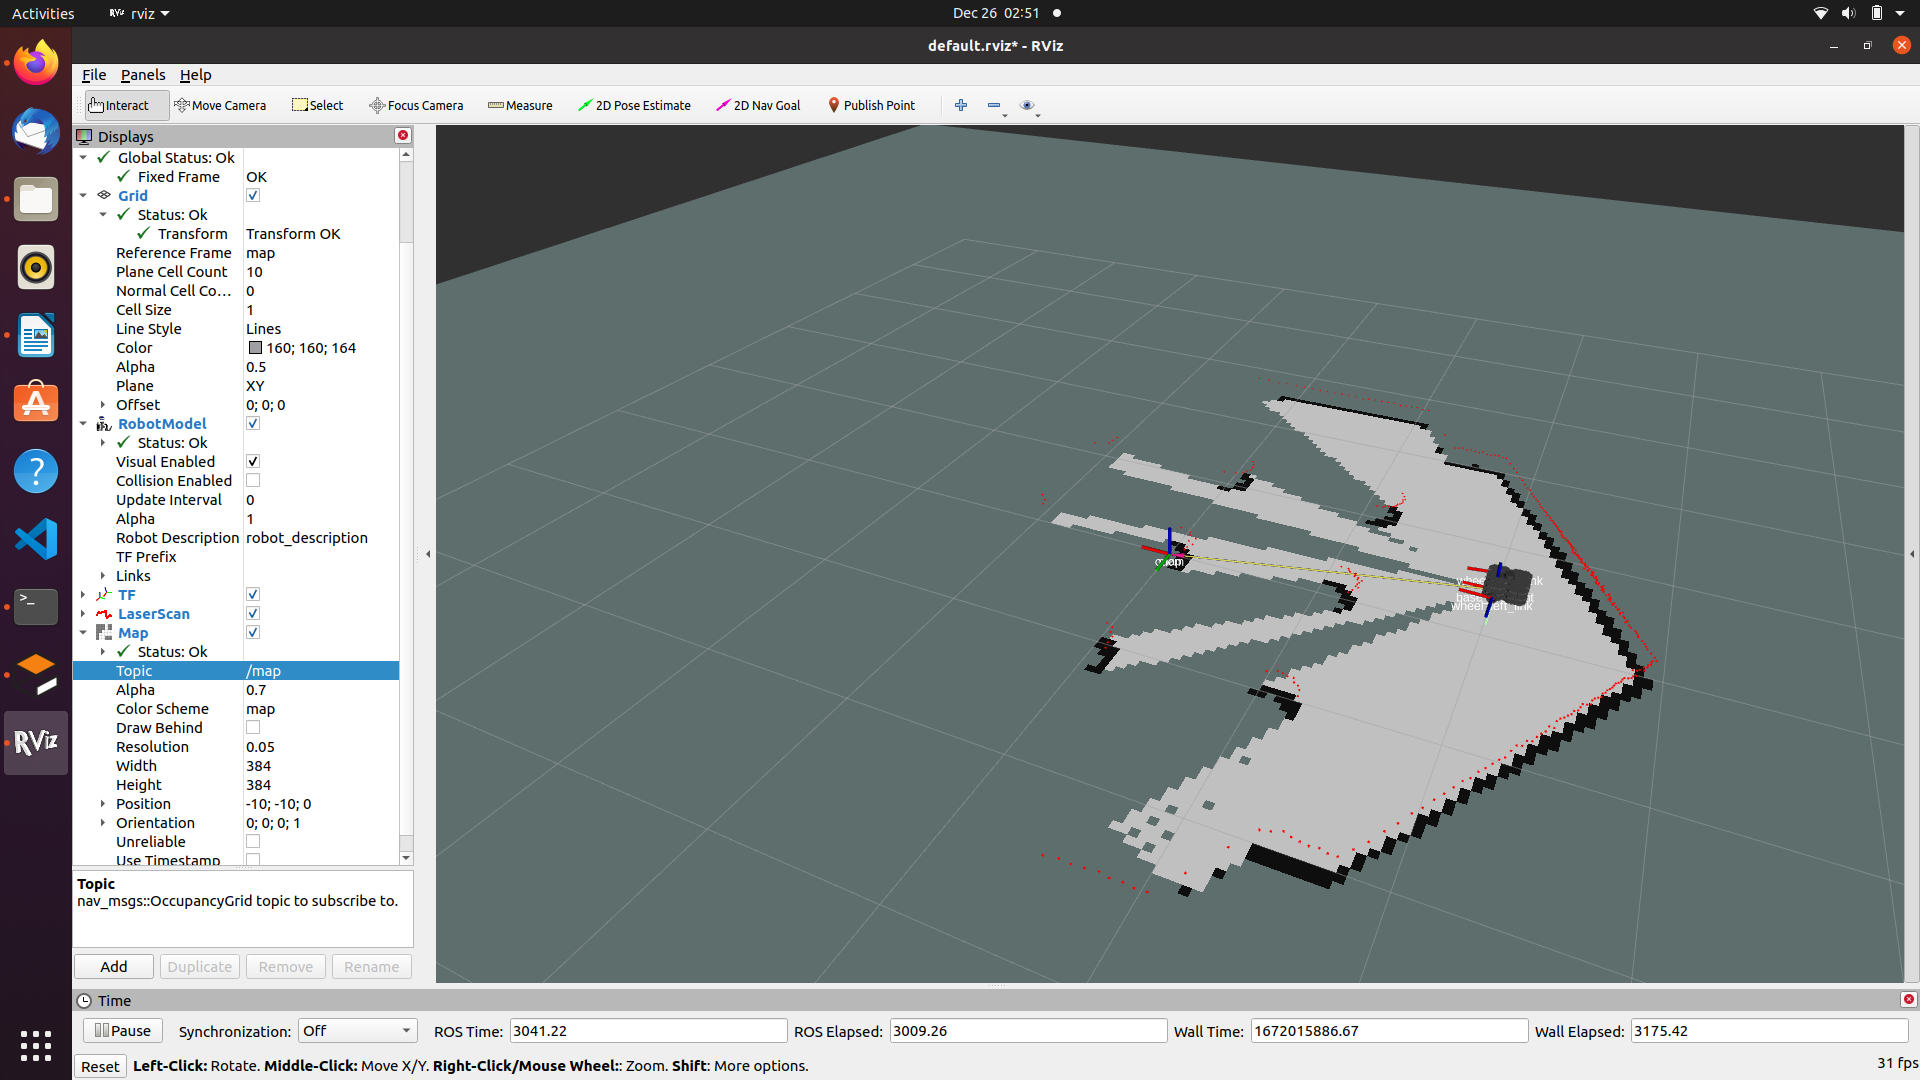 Activities
RViz
rviz
Dec 26 02:51
default.rviz* - RViz
File
Panels
Help
Interact
Move Camera
Select
Focus Camera
Measure
2D Pose Estimate
2D Nav Goal
Publish Point
Displays
Global Status: Ok
Fixed Frame OK
Grid
Status: Ok
Transform Transform OK
Reference Frame map
Plane Cell Count 10
Normal Cell Co... 0
Cell Size 1
Line Style Lines
Color 160; 160; 164
Alpha 0.5
Plane XY
Offset 0; 0; 0
RobotModel
Status: Ok
Visual Enabled
Collision Enabled
Update Interval 0
Alpha 1
Robot Description robot_description
TF Prefix
Links
TF
LaserScan
Map
Status: Ok
Topic /map
Alpha 0.7
Color Scheme map
Draw Behind
Resolution 0.05
Width 384
Height 384
Position -10; -10; 0
Orientation 0; 0; 0; 1
Unreliable
Use Timestamp
Topic
nav_msgs::OccupancyGrid topic to subscribe to.
Add
Duplicate
Remove
Rename
RViz
Time
Pause
Synchronization: Off
ROS Time: 3041.22
ROS Elapsed: 3009.26
Wall Time: 1672015886.67
Wall Elapsed: 3175.42
Reset
Left-Click: Rotate. Middle-Click: Move X/Y. Right-Click/Mouse Wheel:: Zoom. Shift: More options.
31 fps